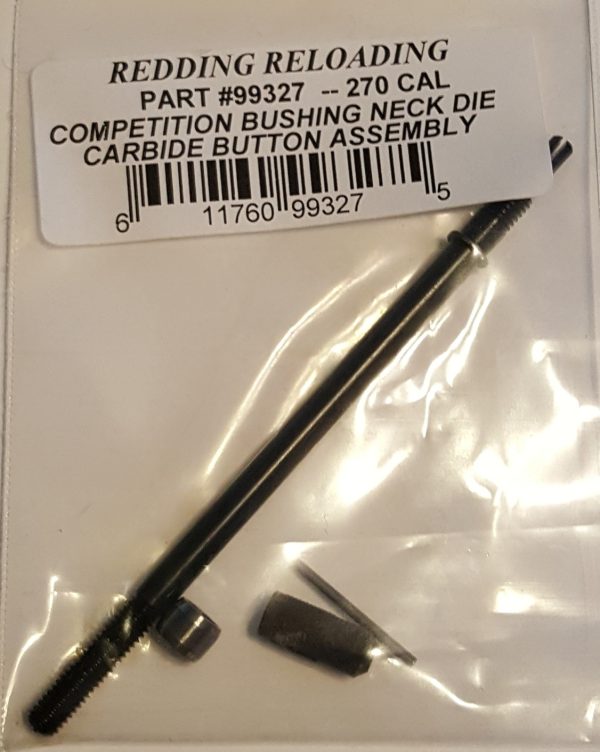 REDDING RELOADING
PART #99327 -- 270 CAL
COMPETITION BUSHING NECK DIE
CARBIDE BUTTON ASSEMBLY
6 11760 99327 5